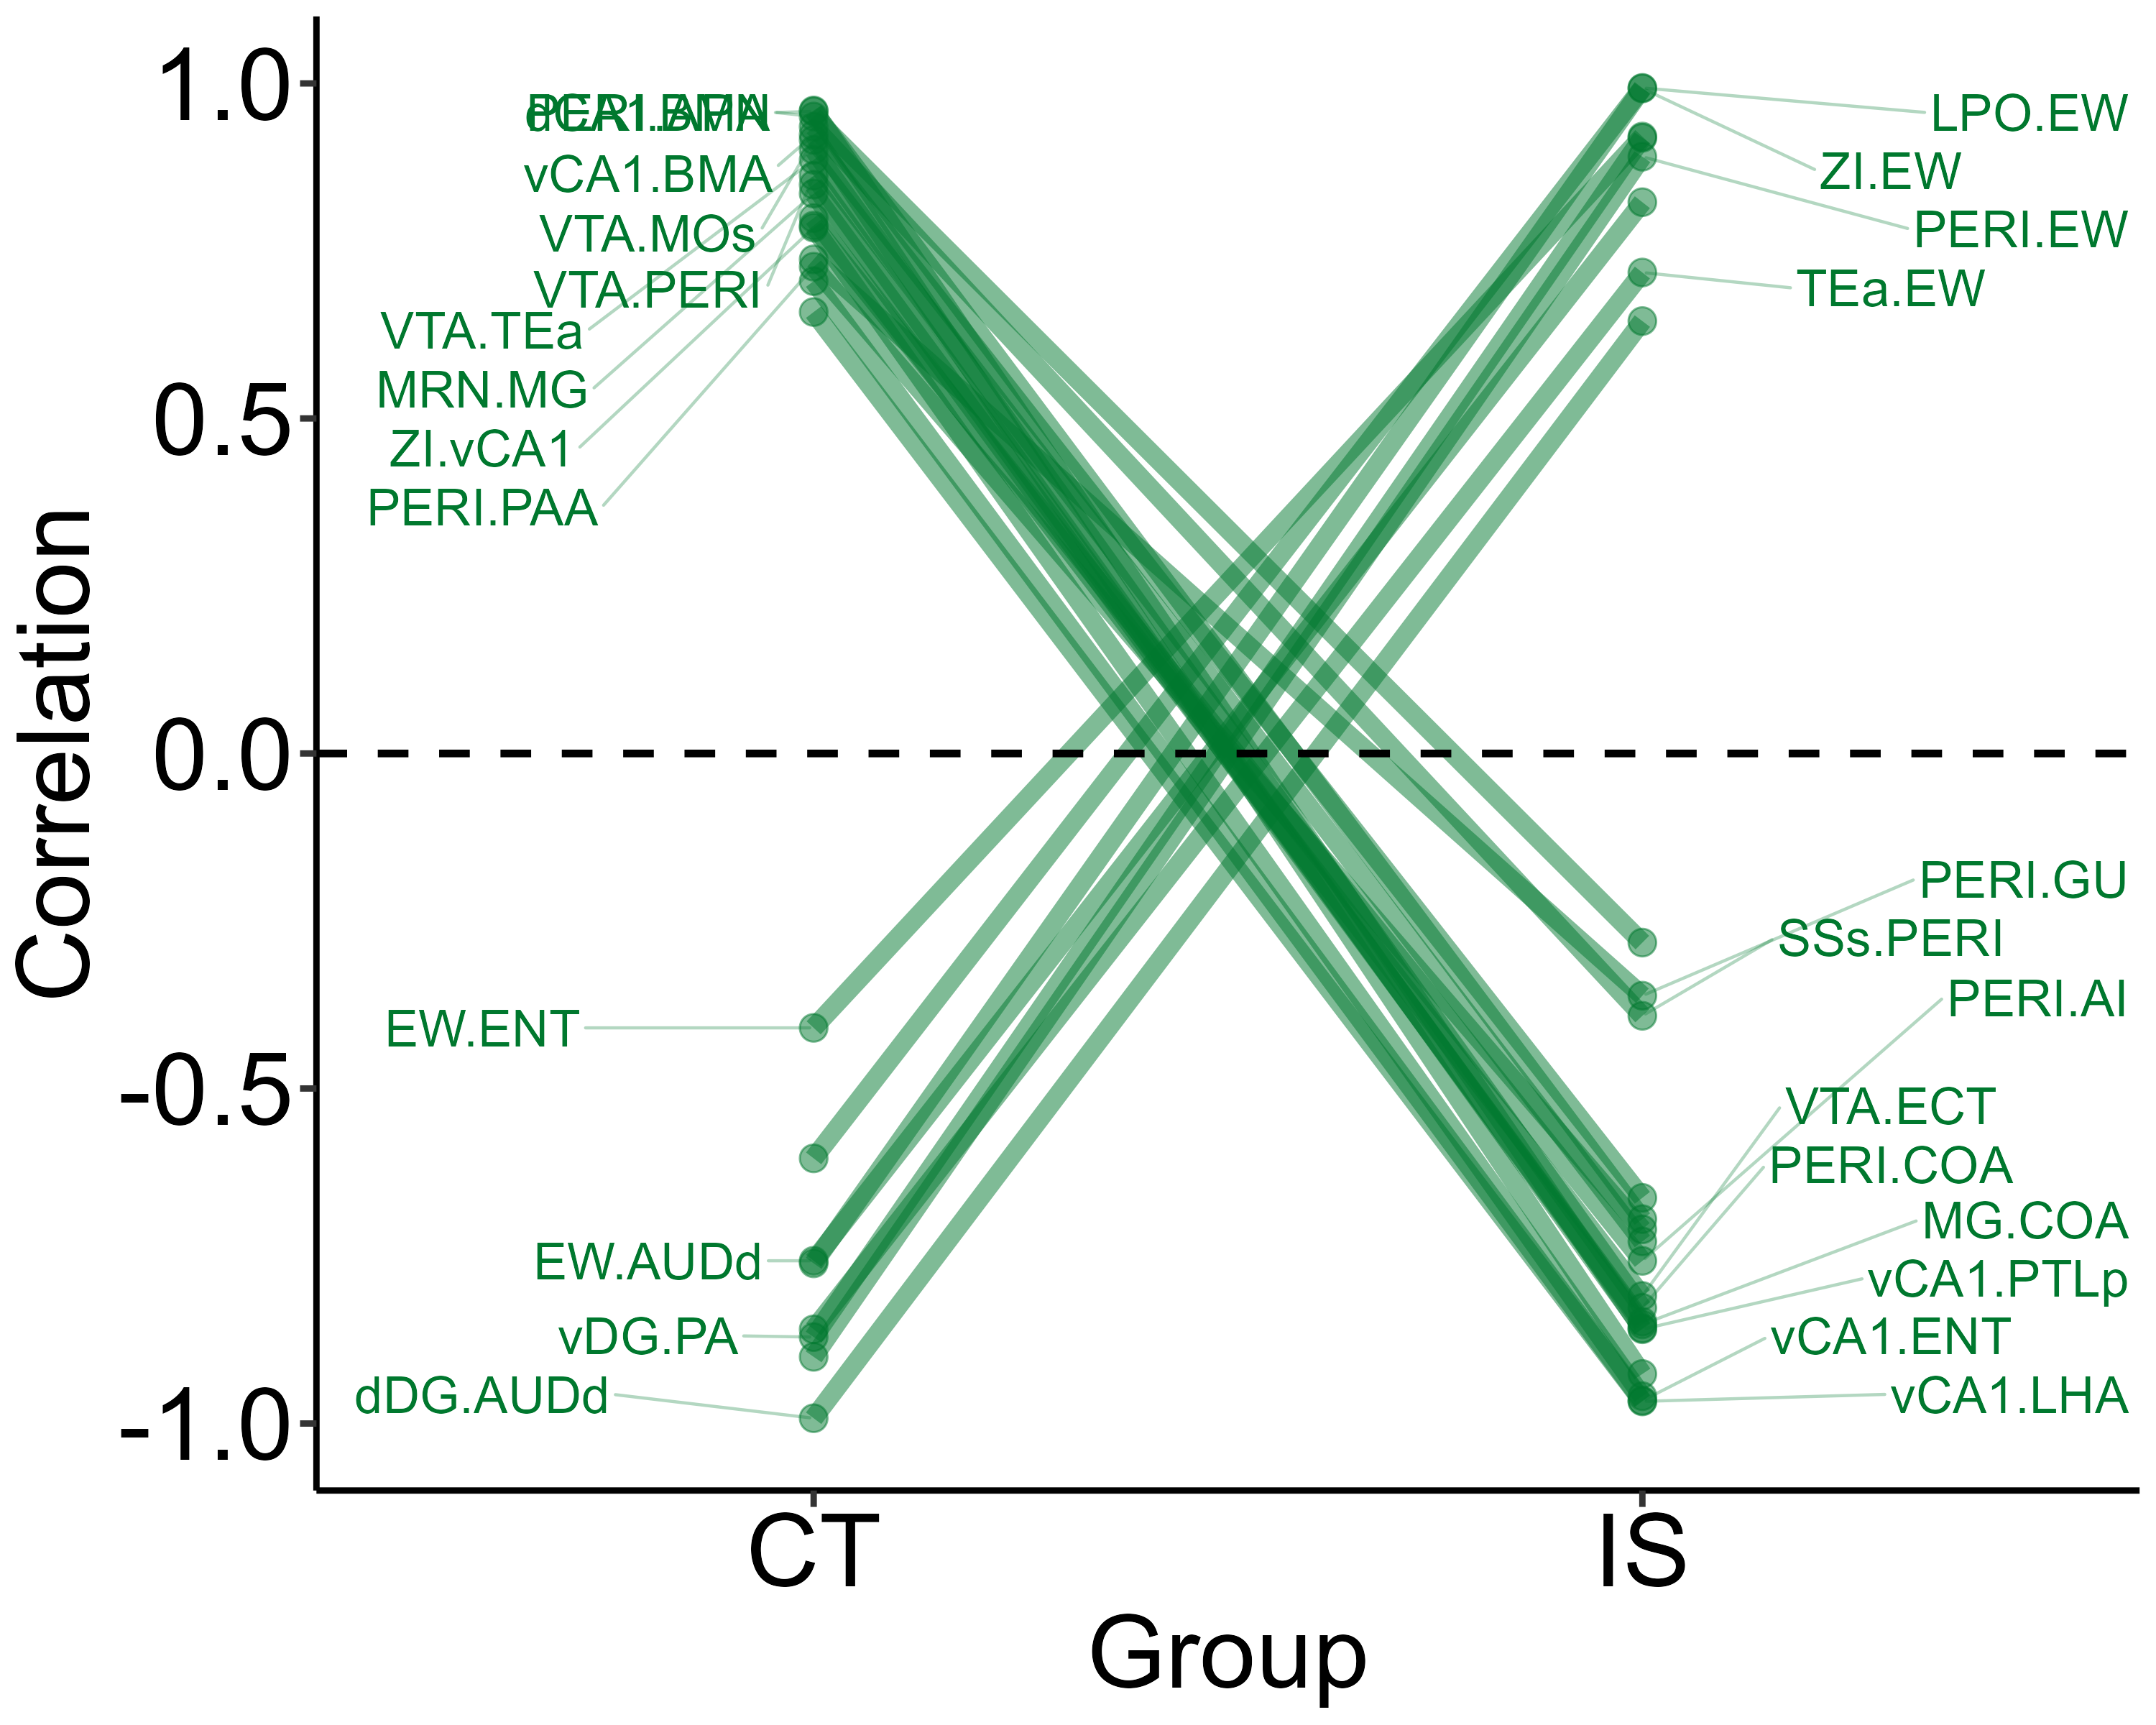 1.0
0.5
0.0
-0.5
-1.0
Correlation
vCA1.BMA
VTA.MOs
VTA.PERI
VTA.TEa
MRN.MG
ZI.vCA1
PERI.PAA
EW.ENT
EW.AUDd
vDG.PA
dDG.AUDd
LPO.EW
ZI.EW
PERI.EW
TEa.EW
PERI.GU
SSs.PERI
PERI.AI
VTA.ECT
PERI.COA
MG.COA
vCA1.PTLp
vCA1.ENT
vCA1.LHA
CT
IS
Group